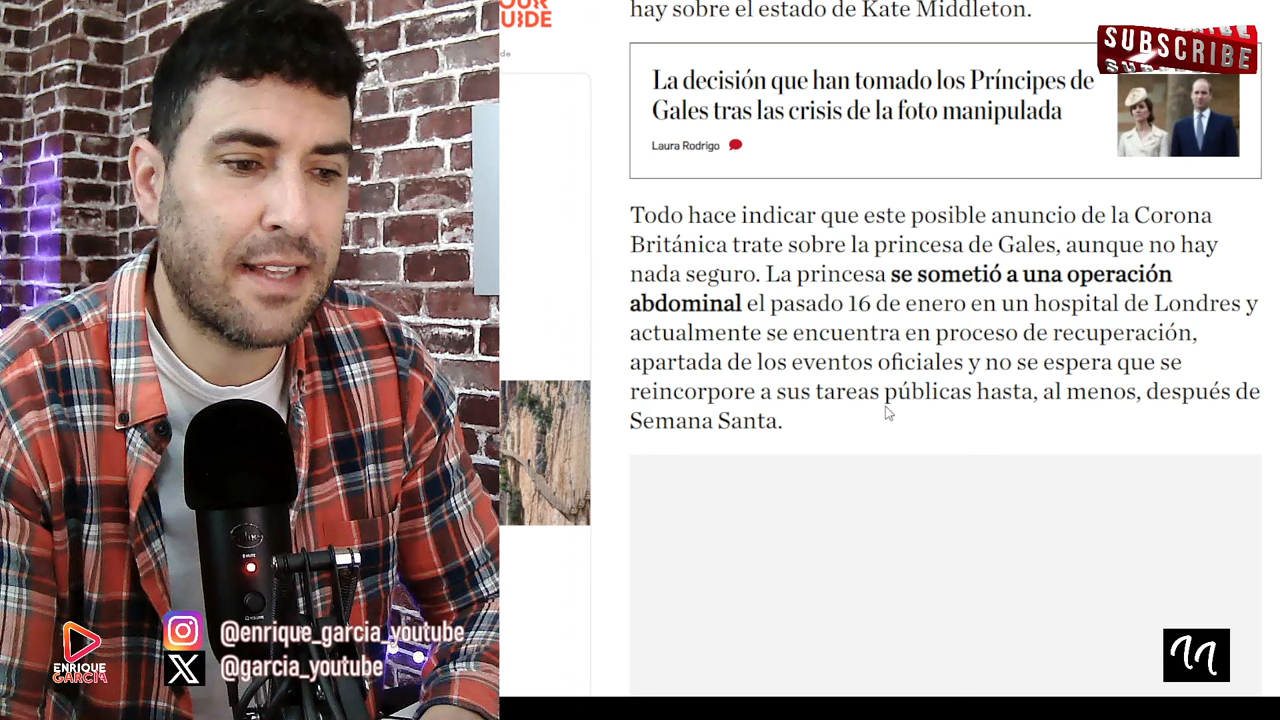 OUR
GUIDE
de
hay sobre el estado de Kate Middleton.
SUBSCRIBE
La decisión que han tomado los Príncipes de
Gales tras las crisis de la foto manipulada
Laura Rodrigo
Todo hace indicar que este posible anuncio de la Corona
Británica trate sobre la princesa de Gales, aunque no hay
nada seguro. La princesa se sometió a una operación
abdominal el pasado 16 de enero en un hospital de Londres y
actualmente se encuentra en proceso de recuperación,
apartada de los eventos oficiales y no se espera que se
reincorpore a sus tareas públicas hasta, al menos, después de
Semana Santa.
@enrique_garcia_youtube
@garcia_youtube
ENRIQUE
GARCIA